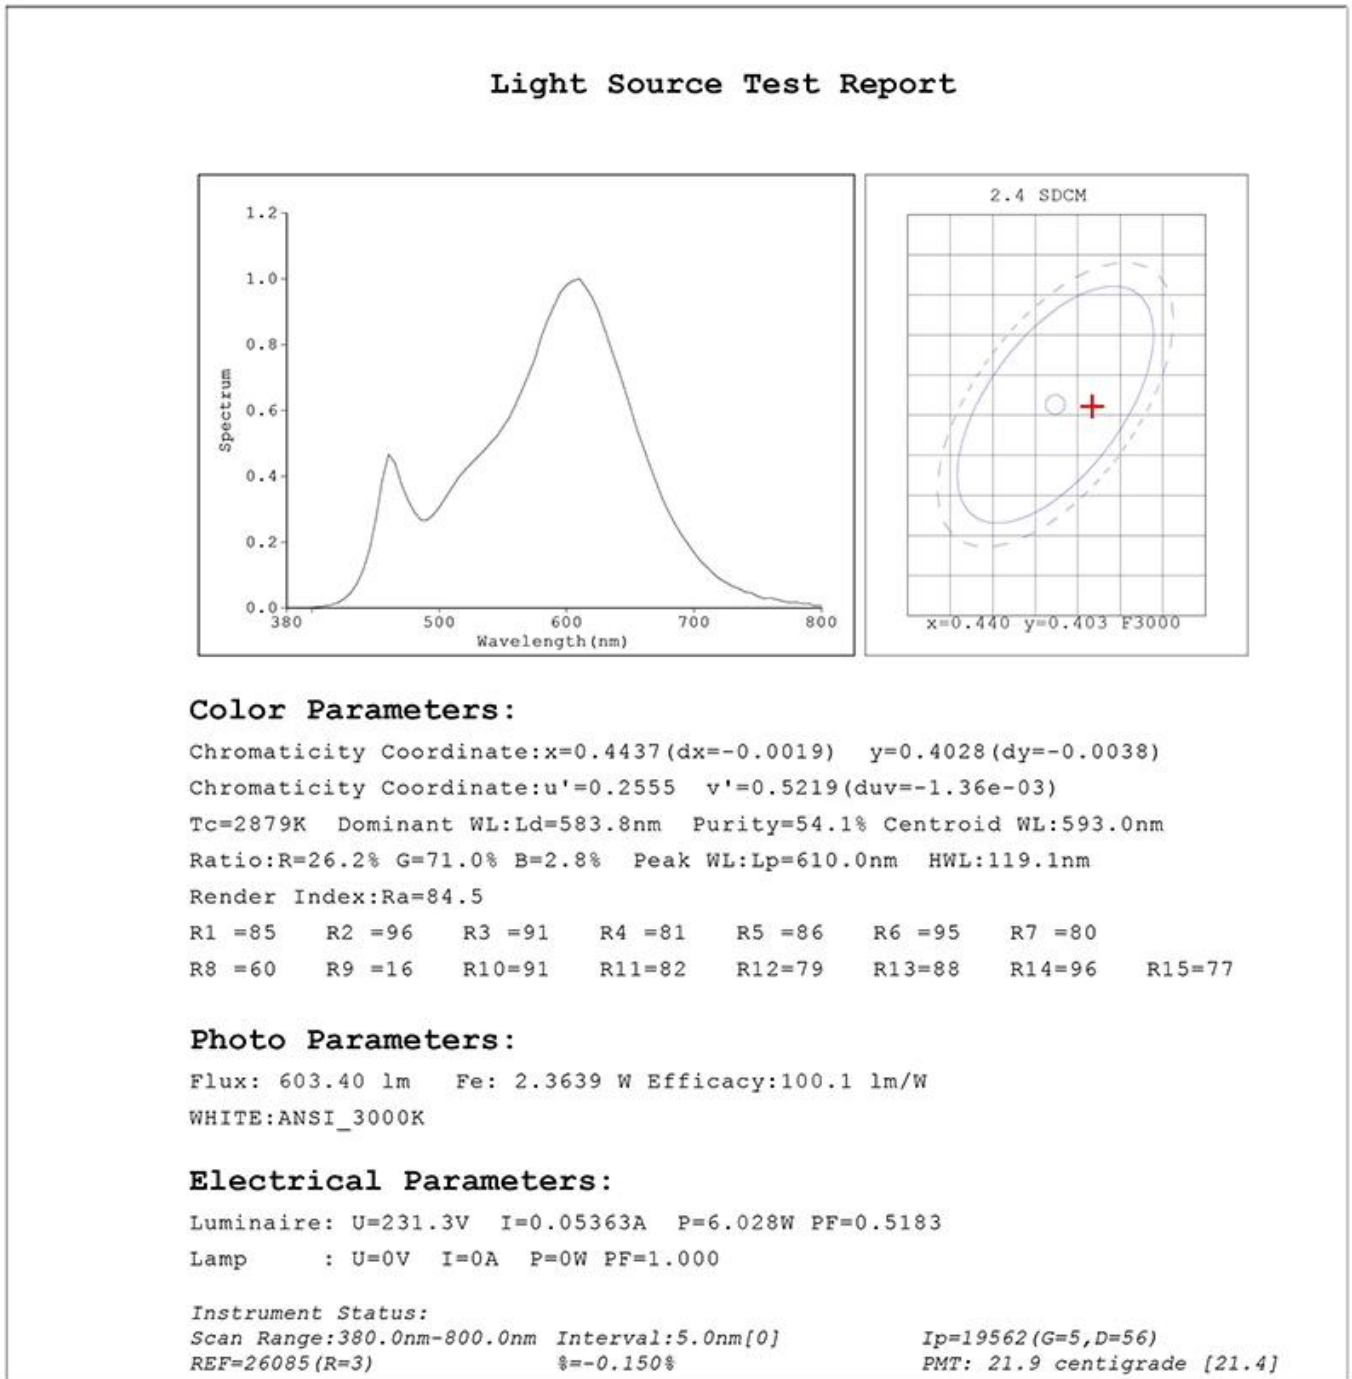 Light Source Test Report
1.2
1.0
0.8
0.6
0.4
0.2
0.0
Spectrum
380 500 600 700 800
Wavelength(nm)
2.4 SDCM
x=0.440 y=0.403 F3000
Color Parameters:
Chromaticity Coordinate:x=0.4437(dx=-0.0019) y=0.4028(dy=-0.0038)
Chromaticity Coordinate:u'=0.2555 v'=0.5219(duv=-1.36e-03)
Tc=2879K Dominant WL:Ld=583.8nm Purity=54.1% Centroid WL:593.0nm
Ratio:R=26.2% G=71.0% B=2.8% Peak WL:Lp=610.0nm HWL:119.1nm
Render Index:Ra=84.5
R1 =85 R2 =96 R3 =91 R4 =81 R5 =86 R6 =95 R7 =80
R8 =60 R9 =16 R10=91 R11=82 R12=79 R13=88 R14=96 R15=77
Photo Parameters:
Flux: 603.40 lm Fe: 2.3639 W Efficacy:100.1 lm/W
WHITE:ANSI_3000K
Electrical Parameters:
Luminaire: U=231.3V I=0.05363A P=6.028W PF=0.5183
Lamp : U=0V I=0A P=0W PF=1.000
Instrument Status:
Scan Range:380.0nm-800.0nm Interval:5.0nm[0] Ip=19562(G=5,D=56)
REF=26085(R=3) %=-0.150% PMT: 21.9 centigrade [21.4]